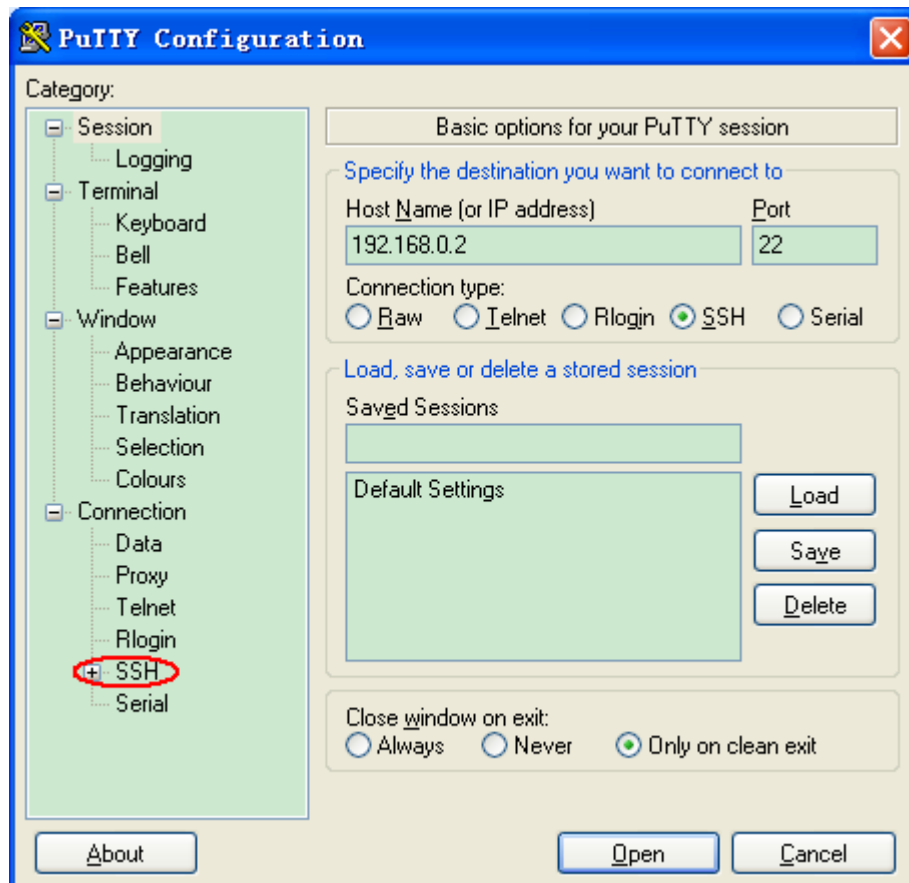 PuTTY Configuration
Category:
Session
Logging
Terminal
Keyboard
Bell
Features
Window
Appearance
Behaviour
Translation
Selection
Colours
Connection
Data
Proxy
Telnet
Rlogin
SSH
Serial
Basic options for your PuTTY session
Specify the destination you want to connect to
Host Name (or IP address) Port
192.168.0.2 22
Connection type:
Raw Telnet Rlogin SSH Serial
Load, save or delete a stored session
Saved Sessions
Default Settings
Load
Save
Delete
Close window on exit:
Always Never Only on clean exit
About Open Cancel